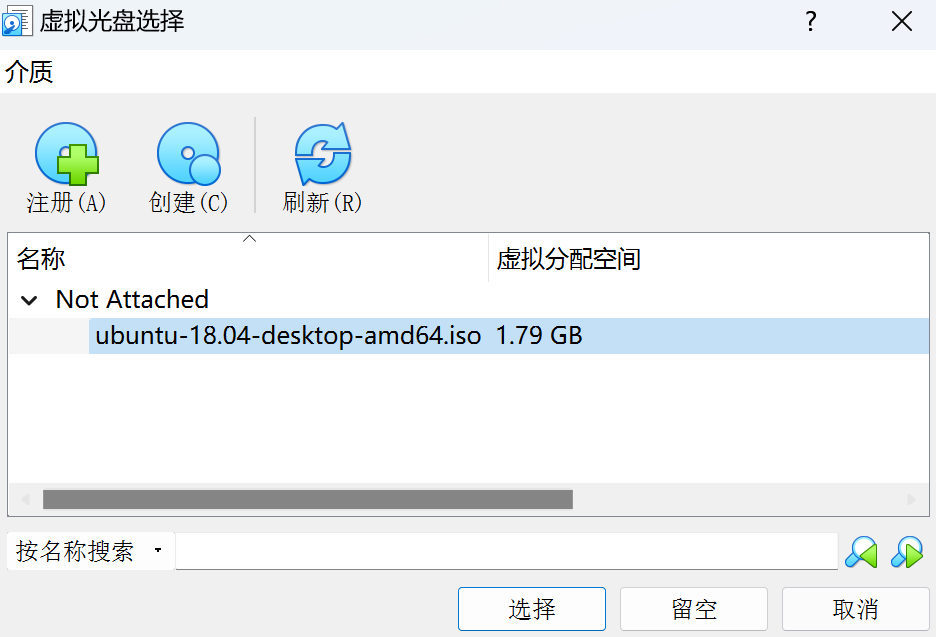 虚拟光盘选择
?
介质
注册(A) 创建(C) 刷新(R)
名称 虚拟分配空间
Not Attached
ubuntu-18.04-desktop-amd64.iso 1.79 GB
按名称搜索
选择 留空 取消